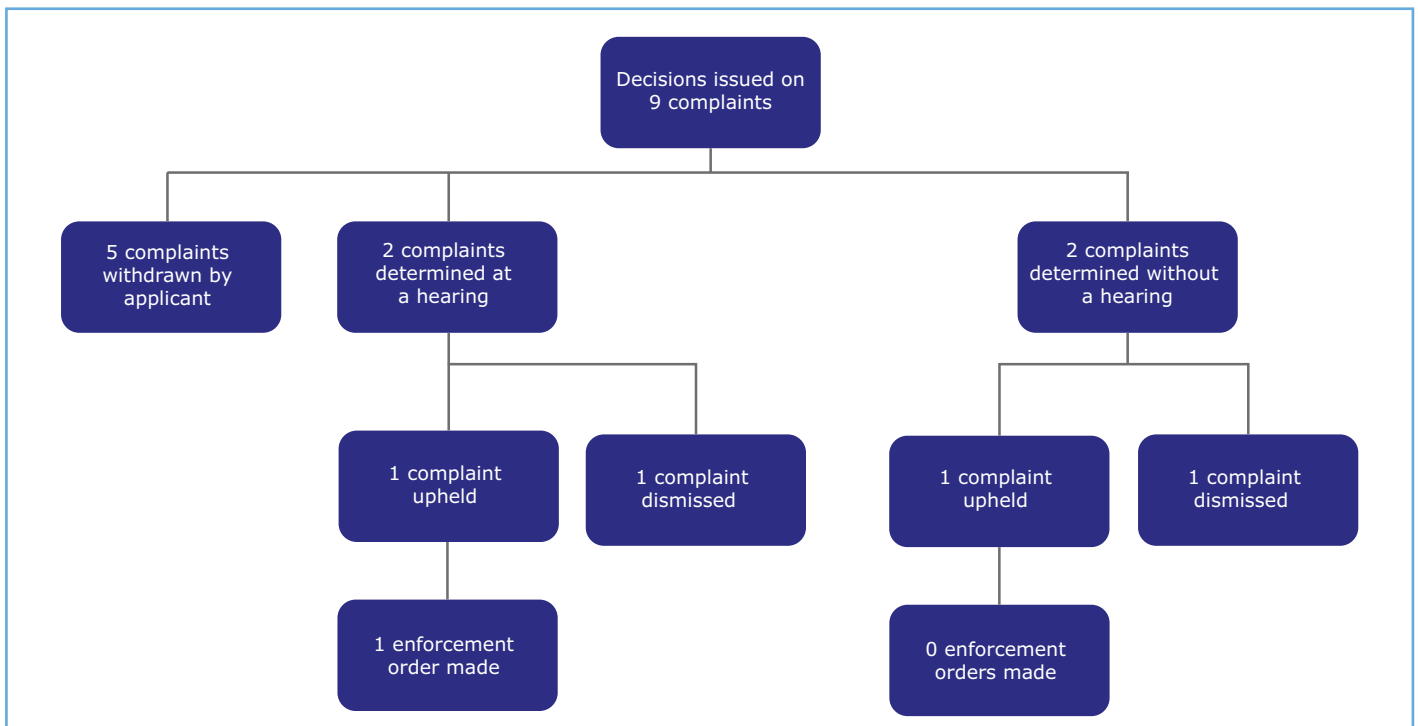 Decisions issued on
9 complaints
5 complaints
withdrawn by
applicant
2 complaints
determined at
a hearing
2 complaints
determined without
a hearing
1 complaint
upheld
1 complaint
dismissed
1 complaint
upheld
1 complaint
dismissed
1 enforcement
order made
0 enforcement
orders made